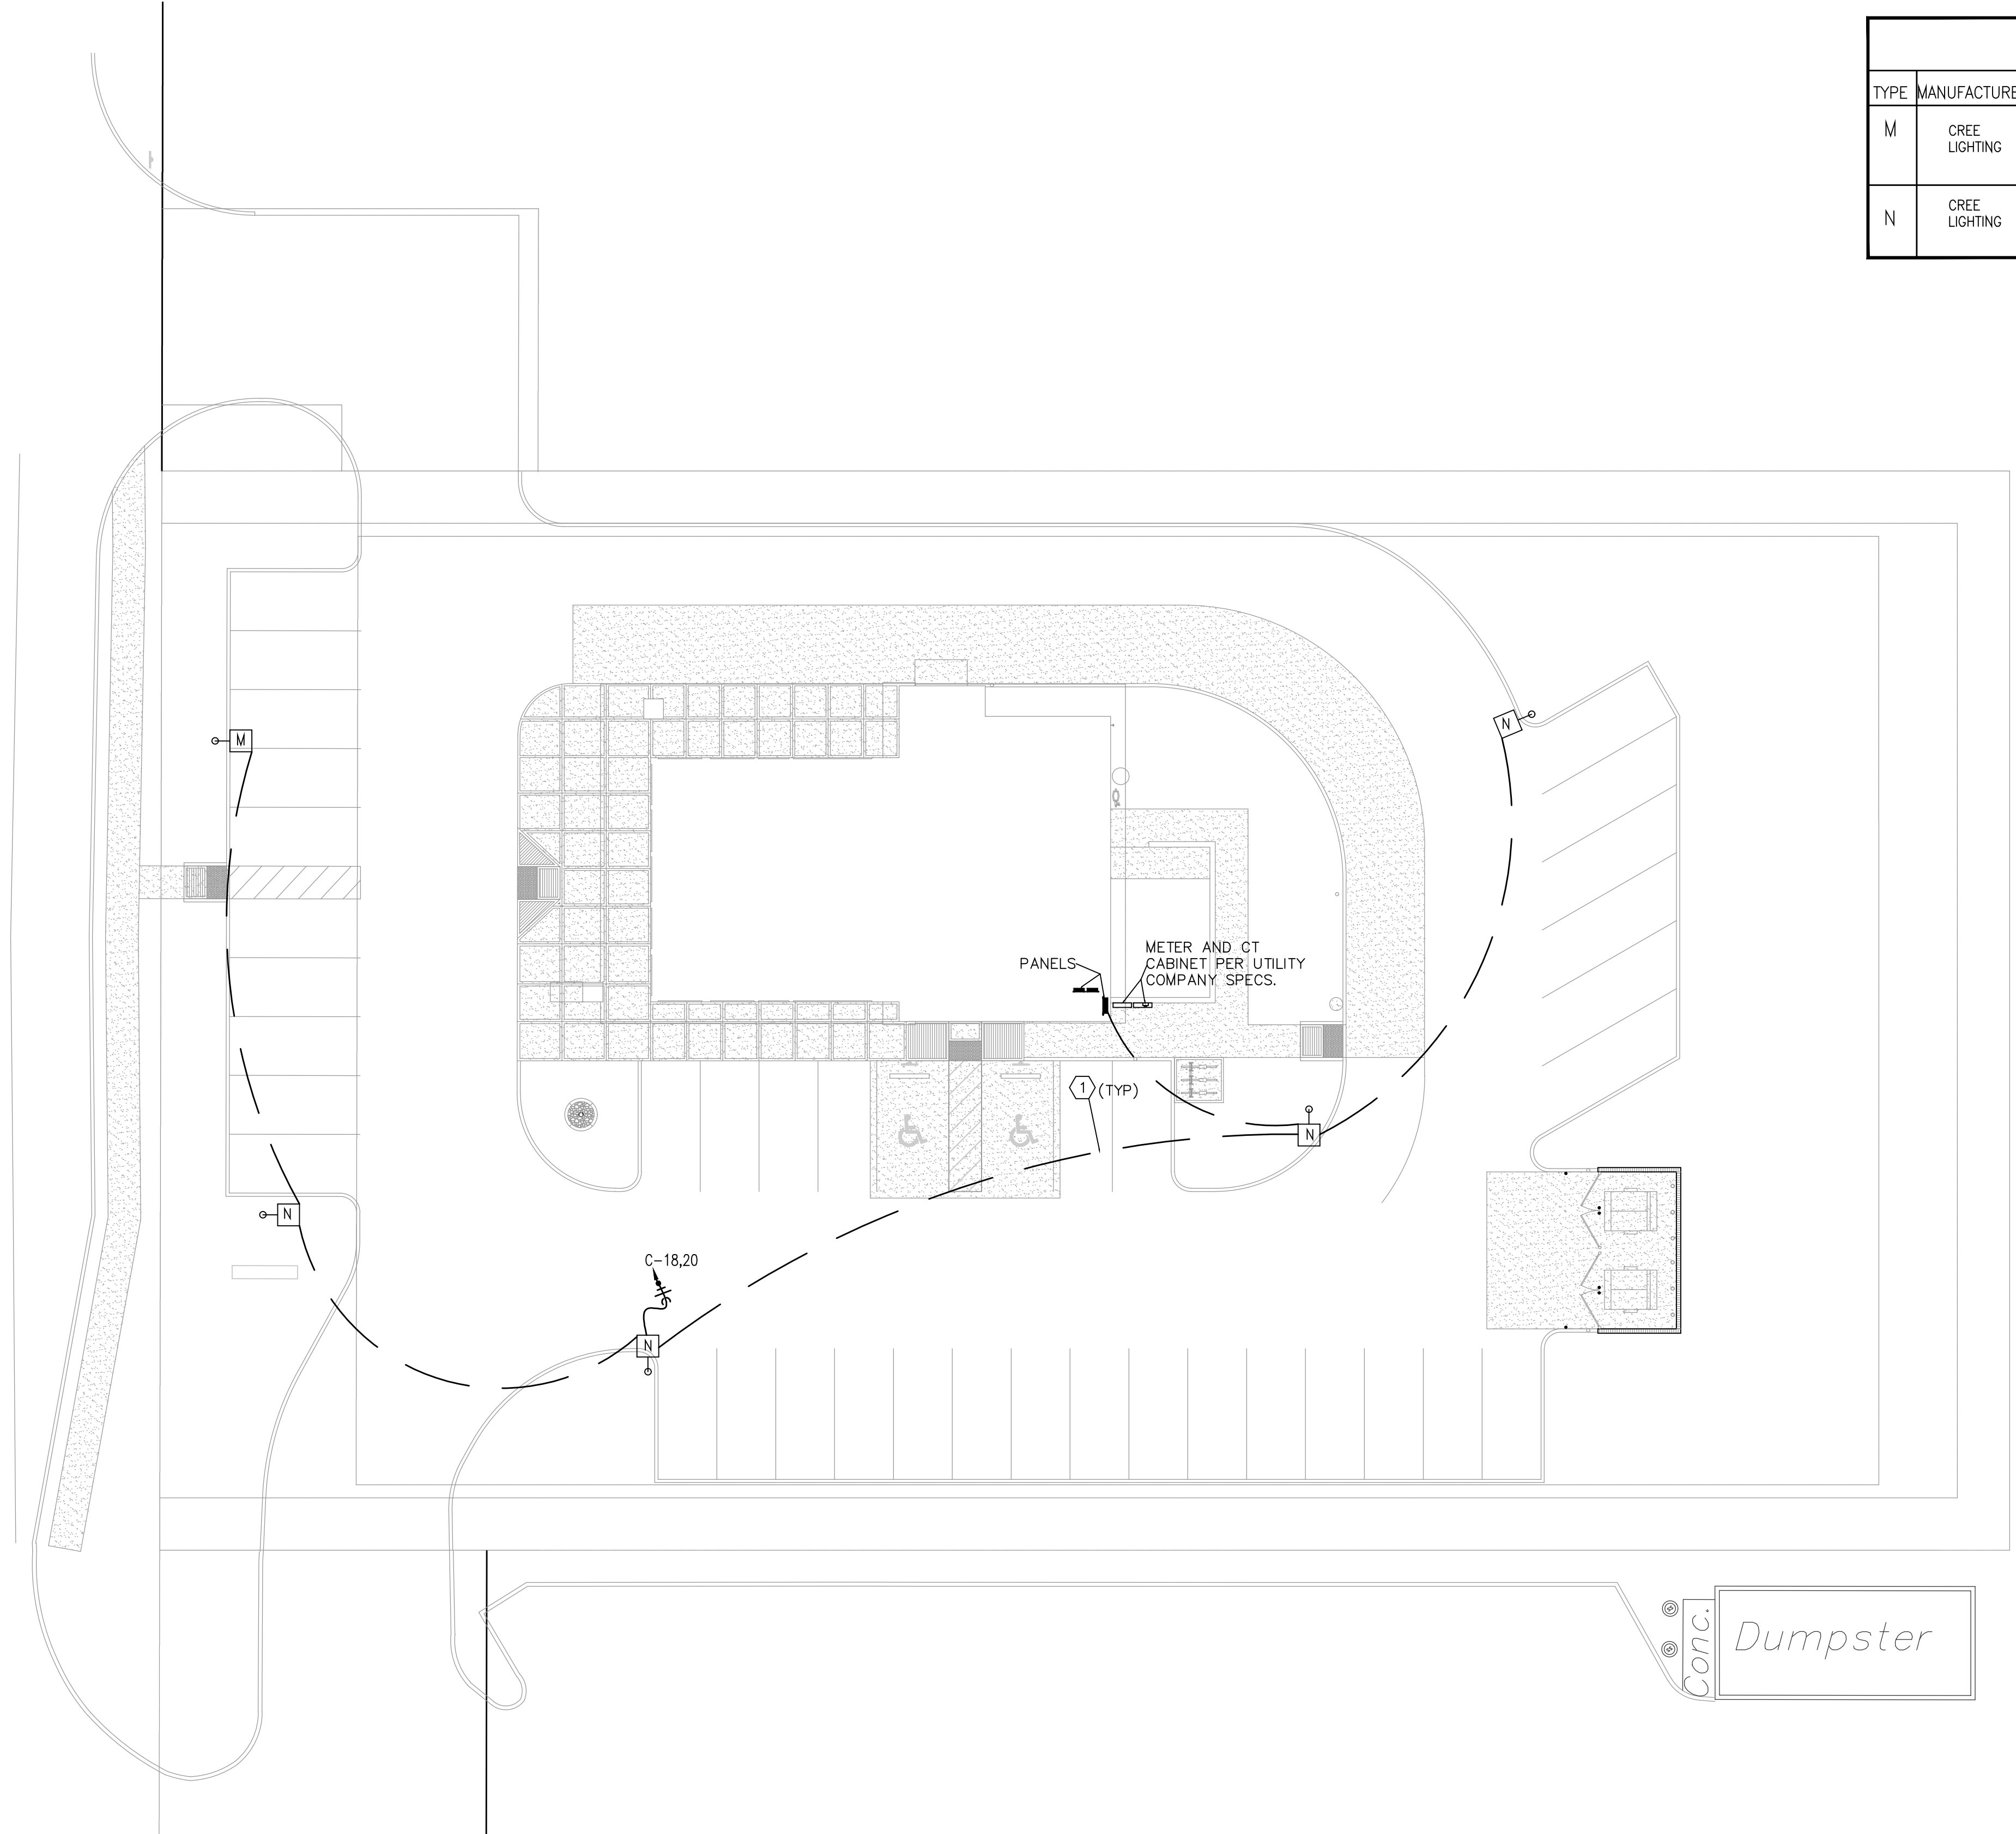 TYPE MANUFACTURE
M CREE
LIGHTING
N CREE
LIGHTING
M
N
METER AND CT
PANELS CABINET PER UTILITY
COMPANY SPECS.
1 (TYP)
N
N
C-18,20
N
Conc.
Dumpster